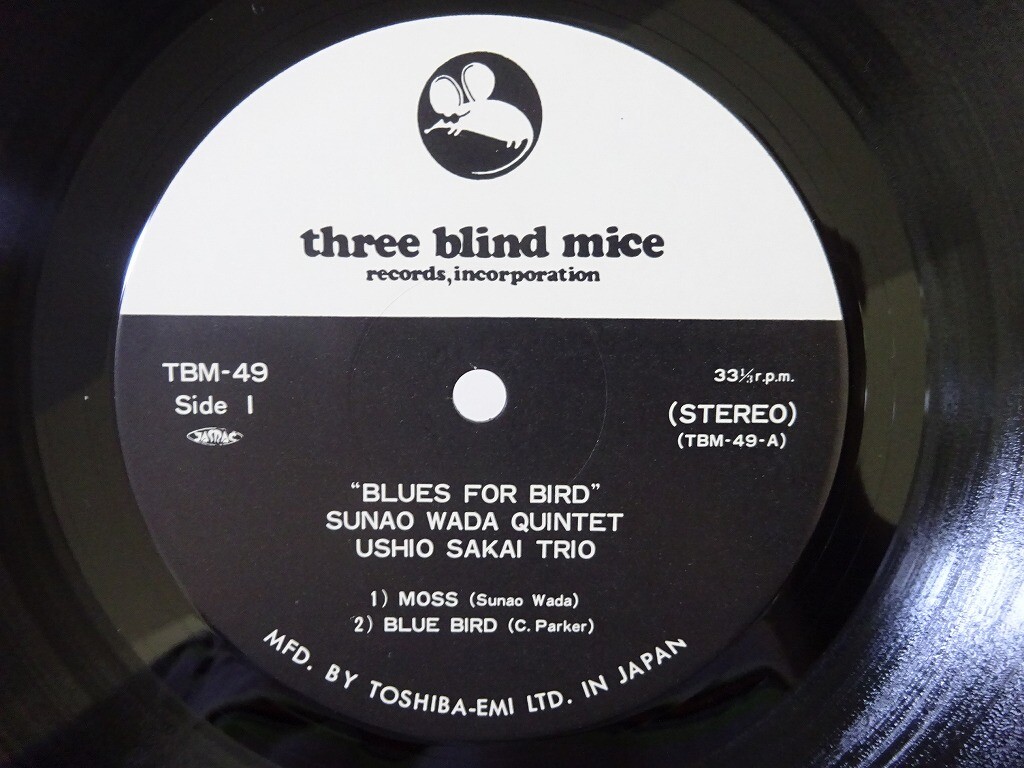 three blind mice
records, incorporation
TBM-49
Side 1
JASRAC
33⅓ r.p.m.
(STEREO)
(TBM-49-A)
"BLUES FOR BIRD"
SUNAO WADA QUINTET
USHIO SAKAI TRIO
1) MOSS (Sunao Wada)
2) BLUE BIRD (C. Parker)
MFD. BY TOSHIBA-EMI LTD. IN JAPAN